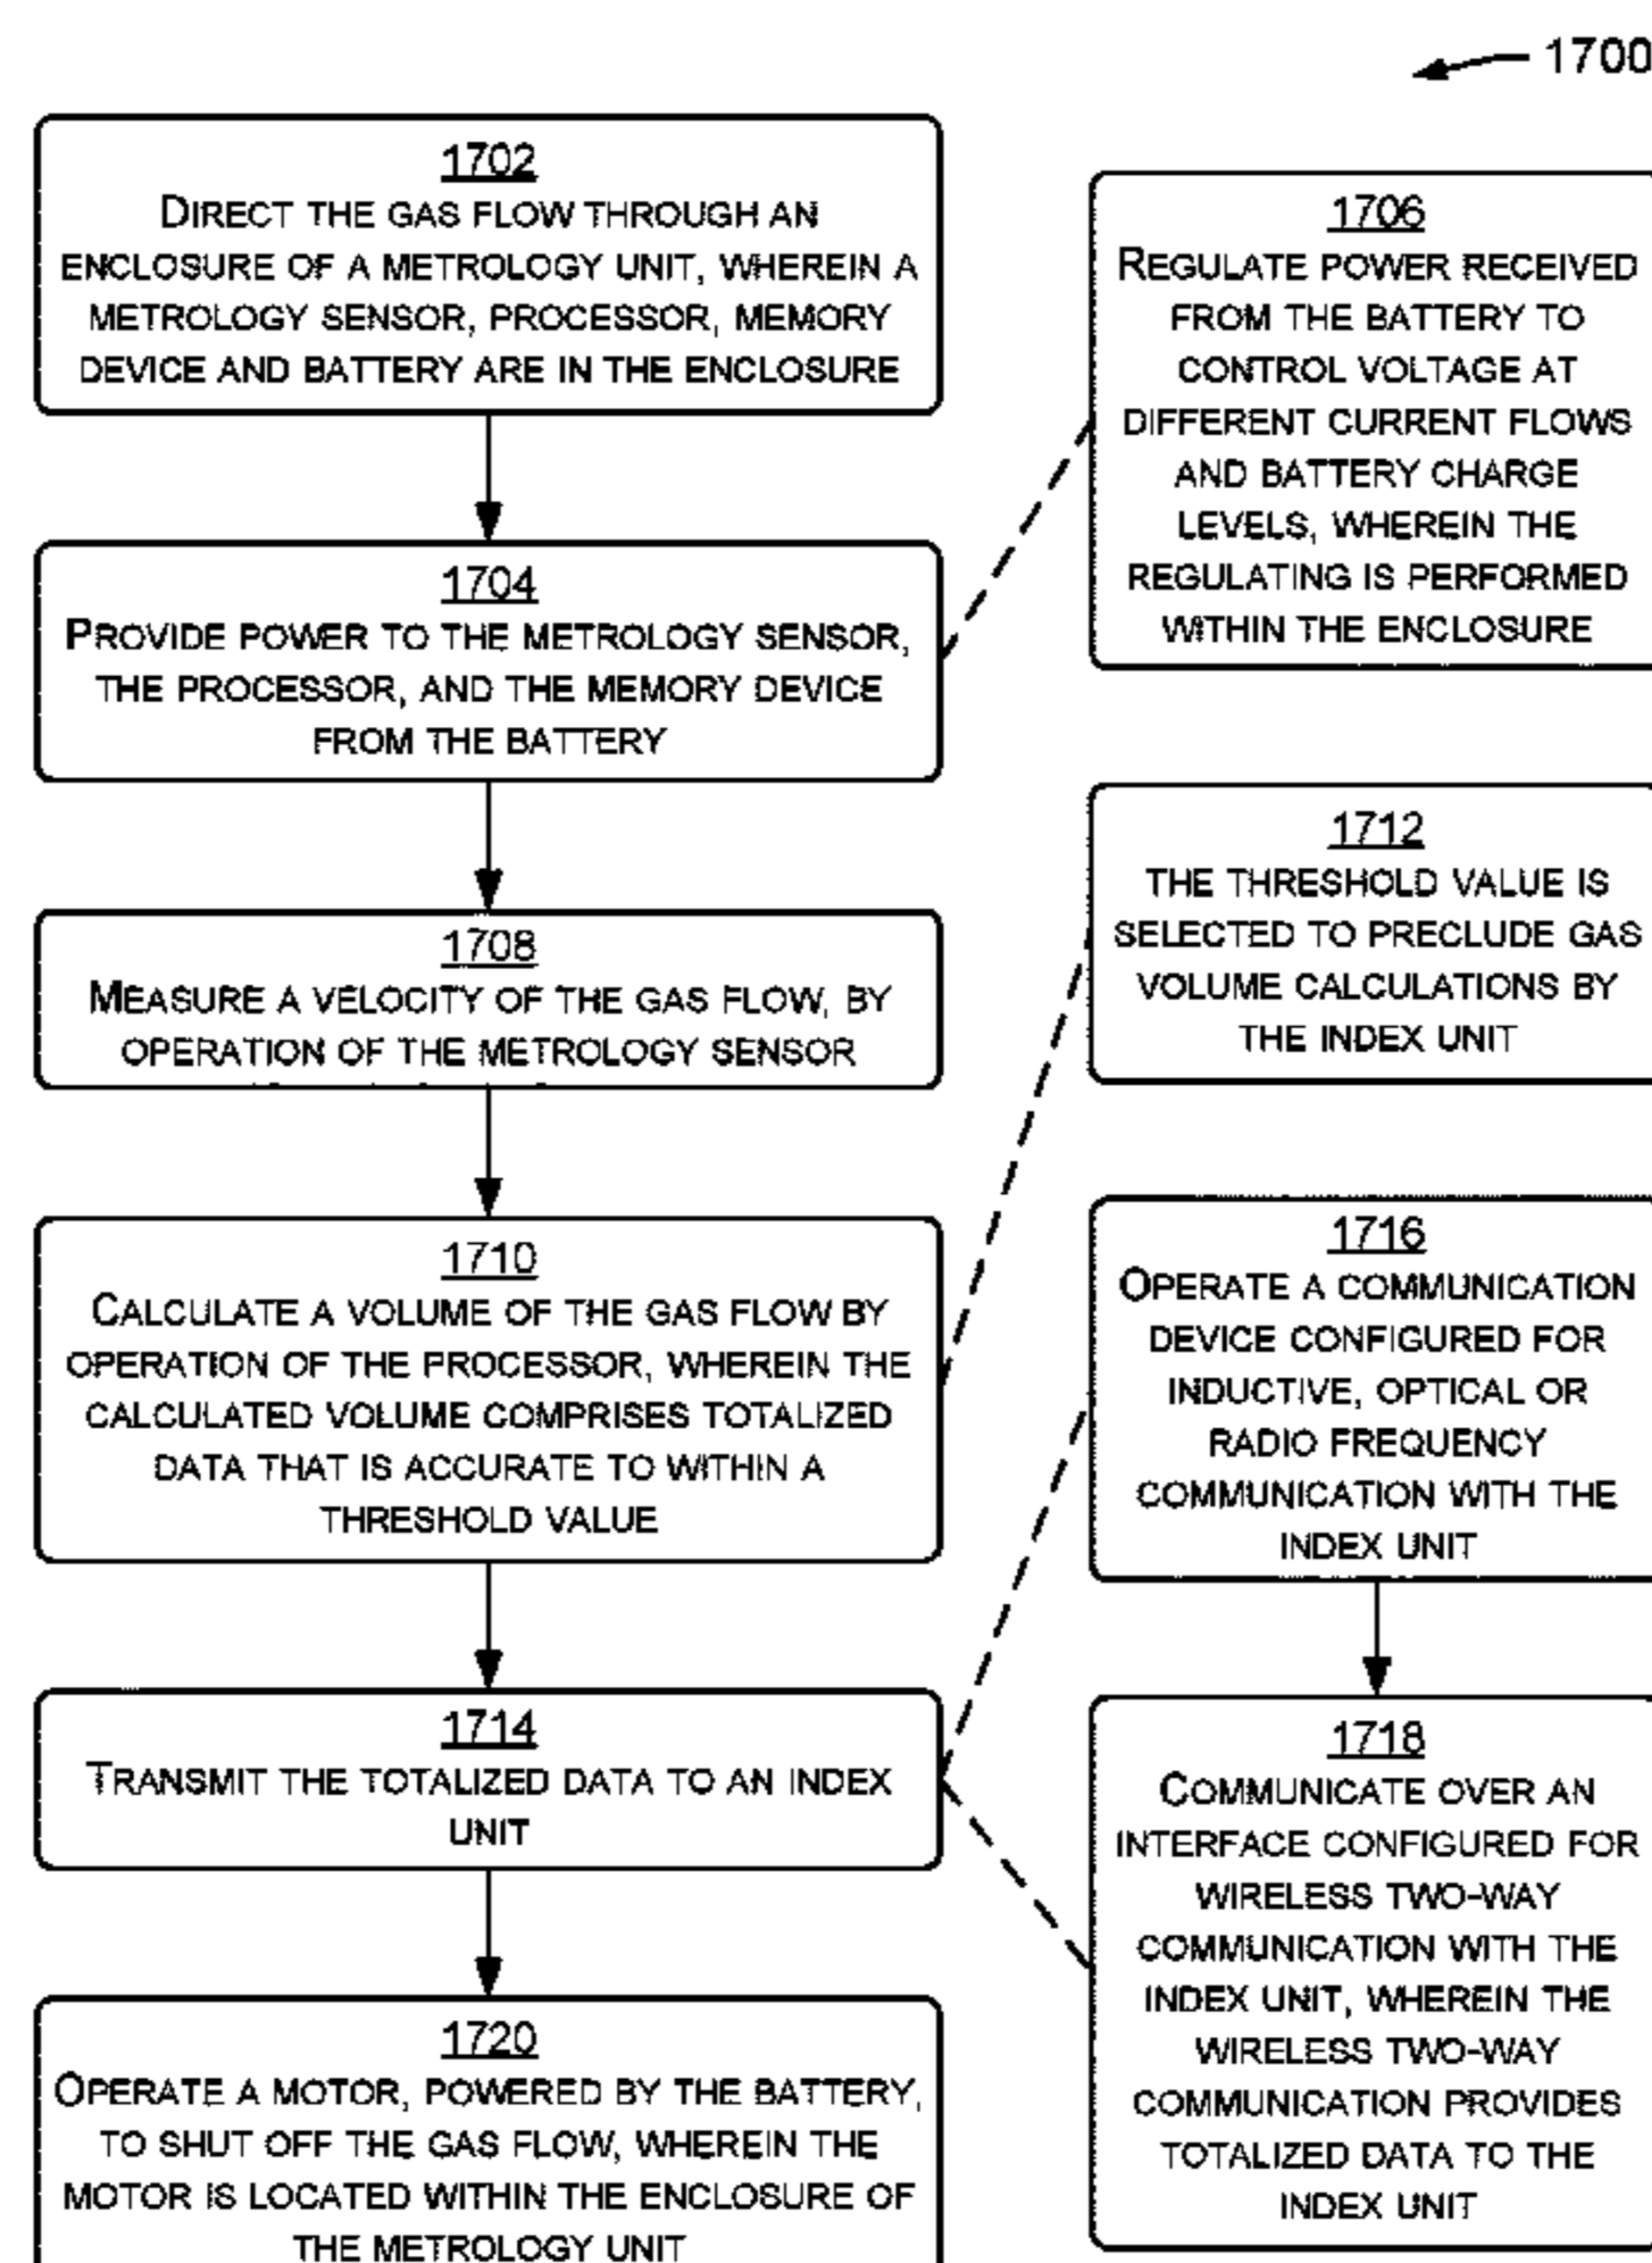 1700
1702
DIRECT THE GAS FLOW THROUGH AN
ENCLOSURE OF A METROLOGY UNIT, WHEREIN A
METROLOGY SENSOR, PROCESSOR, MEMORY
DEVICE AND BATTERY ARE IN THE ENCLOSURE
1704
PROVIDE POWER TO THE METROLOGY SENSOR,
THE PROCESSOR, AND THE MEMORY DEVICE
FROM THE BATTERY
1706
REGULATE POWER RECEIVED
FROM THE BATTERY TO
CONTROL VOLTAGE AT
DIFFERENT CURRENT FLOWS
AND BATTERY CHARGE
LEVELS, WHEREIN THE
REGULATING IS PERFORMED
WITHIN THE ENCLOSURE
1708
MEASURE A VELOCITY OF THE GAS FLOW, BY
OPERATION OF THE METROLOGY SENSOR
1710
CALCULATE A VOLUME OF THE GAS FLOW BY
OPERATION OF THE PROCESSOR, WHEREIN THE
CALCULATED VOLUME COMPRISES TOTALIZED
DATA THAT IS ACCURATE TO WITHIN A
THRESHOLD VALUE
1712
THE THRESHOLD VALUE IS
SELECTED TO PRECLUDE GAS
VOLUME CALCULATIONS BY
THE INDEX UNIT
1714
TRANSMIT THE TOTALIZED DATA TO AN INDEX
UNIT
1716
OPERATE A COMMUNICATION
DEVICE CONFIGURED FOR
INDUCTIVE, OPTICAL OR
RADIO FREQUENCY
COMMUNICATION WITH THE
INDEX UNIT
1718
COMMUNICATE OVER AN
INTERFACE CONFIGURED FOR
WIRELESS TWO-WAY
COMMUNICATION WITH THE
INDEX UNIT, WHEREIN THE
WIRELESS TWO-WAY
COMMUNICATION PROVIDES
TOTALIZED DATA TO THE
INDEX UNIT
1720
OPERATE A MOTOR, POWERED BY THE BATTERY,
TO SHUT OFF THE GAS FLOW, WHEREIN THE
MOTOR IS LOCATED WITHIN THE ENCLOSURE OF
THE METROLOGY UNIT